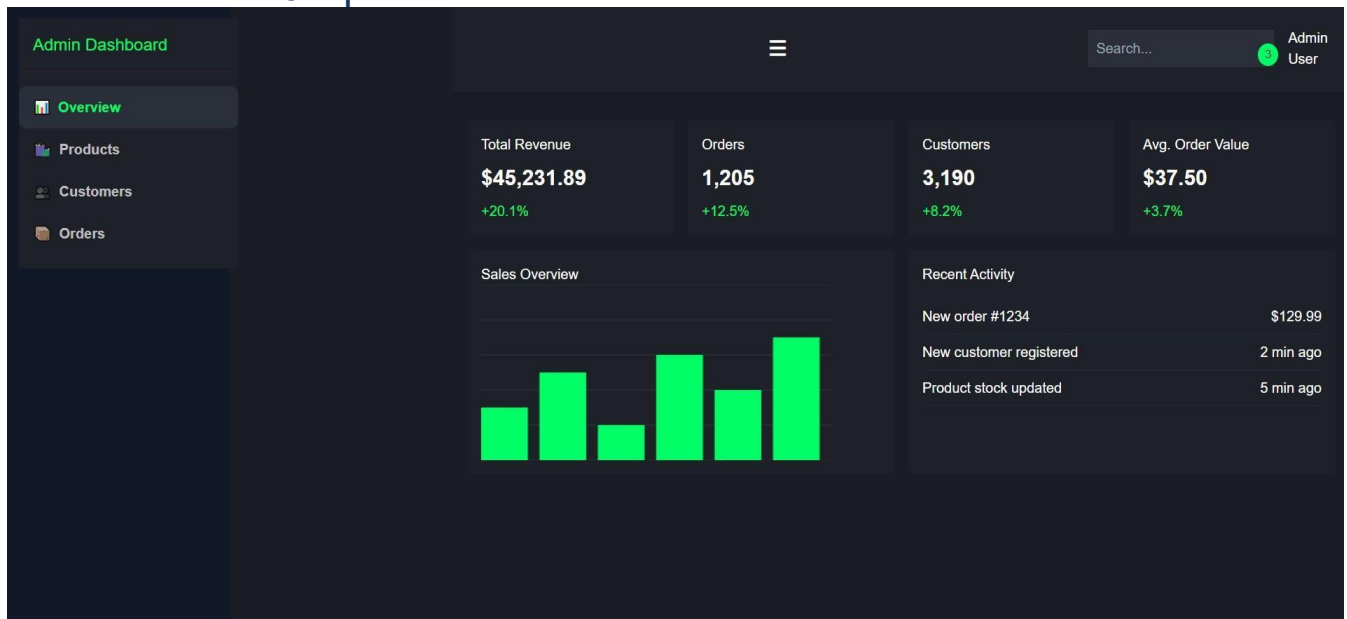 Admin Dashboard
Overview
Products
Customers
Orders
☰
Search...
3
Admin
User
Total Revenue
$45,231.89
+20.1%
Orders
1,205
+12.5%
Customers
3,190
+8.2%
Avg. Order Value
$37.50
+3.7%
Sales Overview
Recent Activity
New order #1234 $129.99
New customer registered 2 min ago
Product stock updated 5 min ago